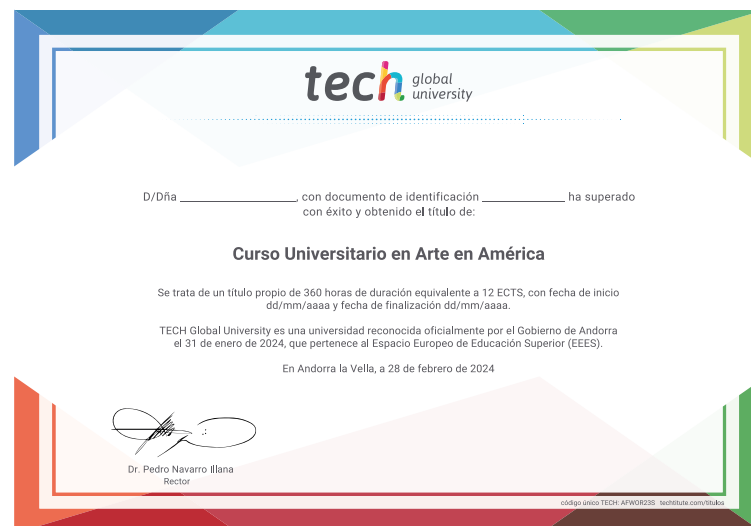 tech global university
D/Dña ____________________, con documento de identificación ______________ ha superado
con éxito y obtenido el título de:
Curso Universitario en Arte en América
Se trata de un título propio de 360 horas de duración equivalente a 12 ECTS, con fecha de inicio
dd/mm/aaaa y fecha de finalización dd/mm/aaaa.
TECH Global University es una universidad reconocida oficialmente por el Gobierno de Andorra
el 31 de enero de 2024, que pertenece al Espacio Europeo de Educación Superior (EEES).
En Andorra la Vella, a 28 de febrero de 2024
Dr. Pedro Navarro Illana
Rector
código único TECH: AFWOR23S techtitute.com/titulos